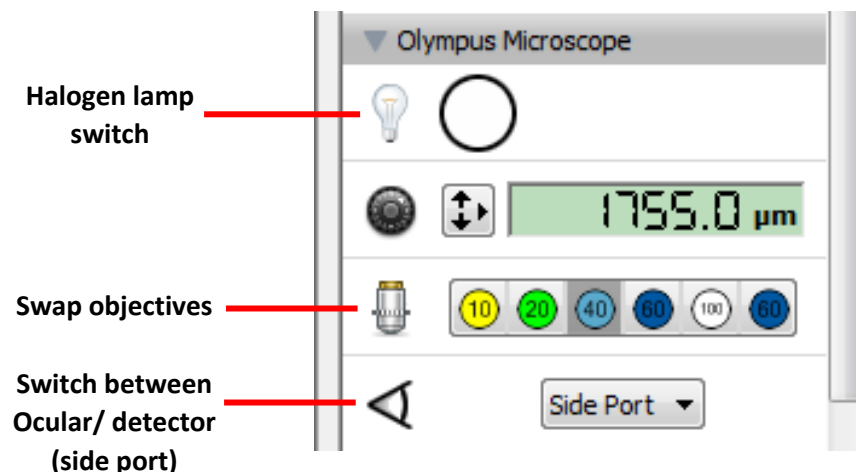 Olympus Microscope
Halogen lamp
switch
1755.0 µm
Swap objectives
10 20 40 60 100 60
Switch between
Ocular/ detector
(side port)
Side Port